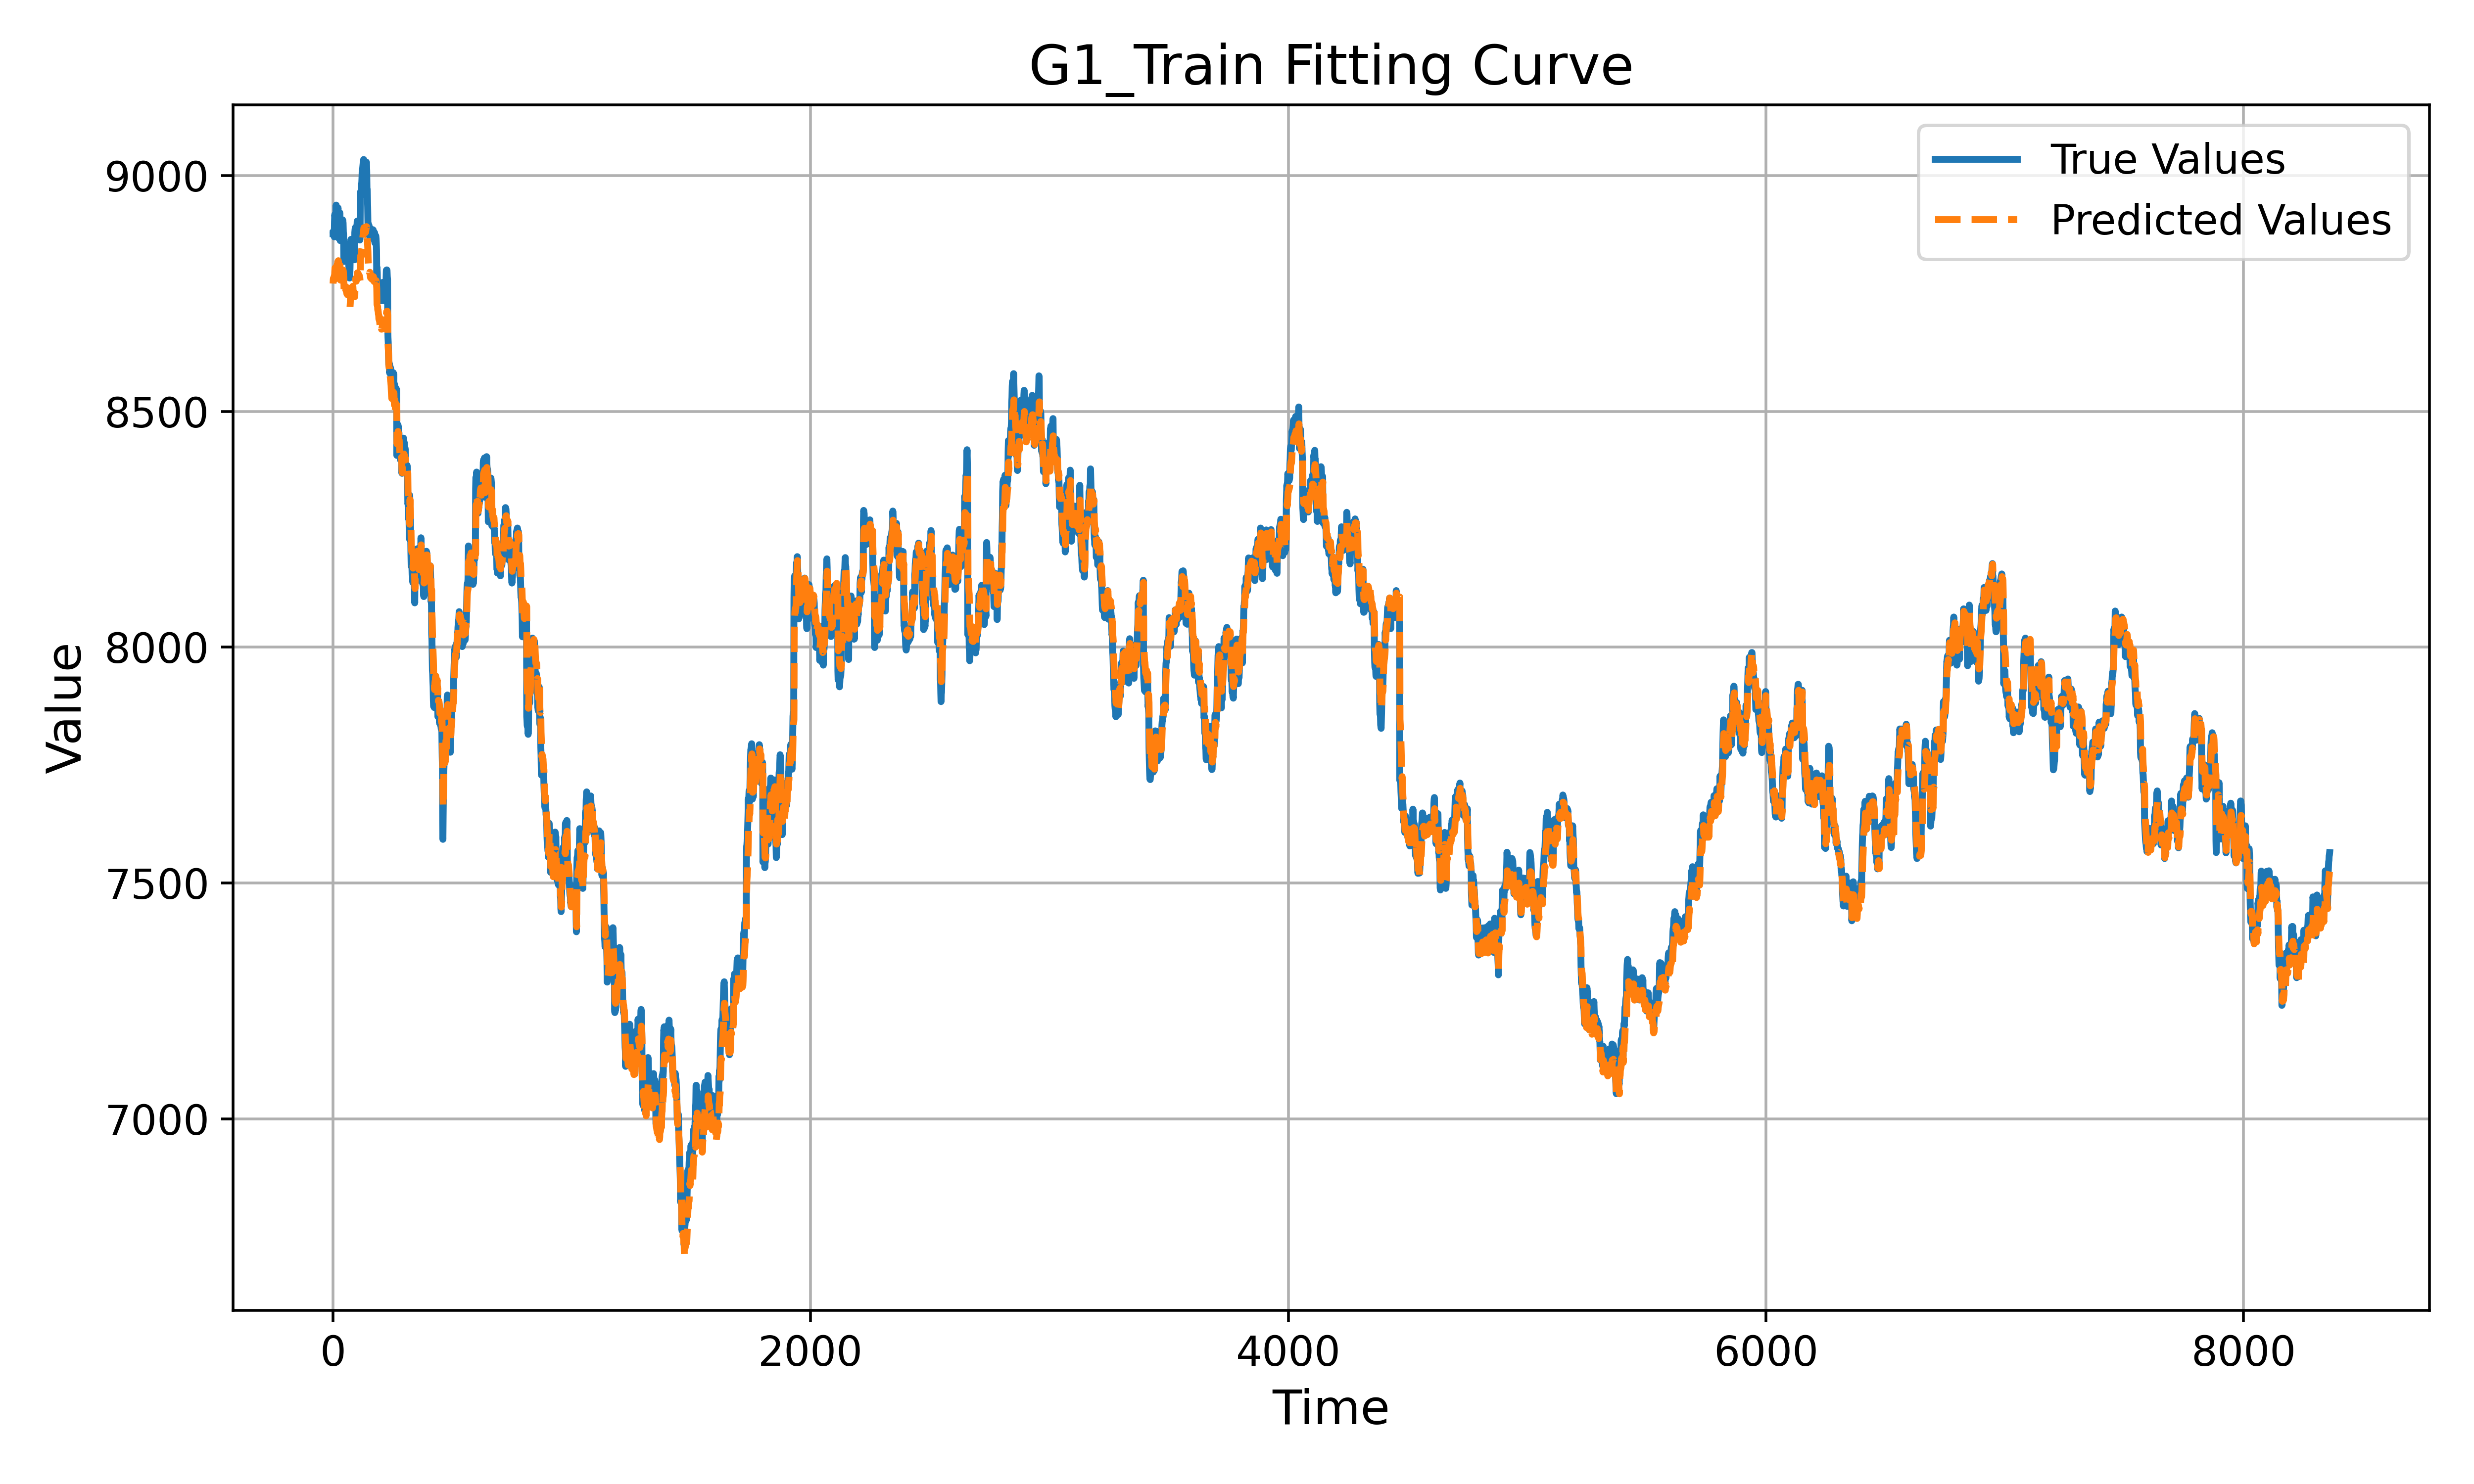 G1_Train Fitting Curve
True Values
Predicted Values
Value
9000
8500
8000
7500
7000
0
2000
4000
6000
8000
Time